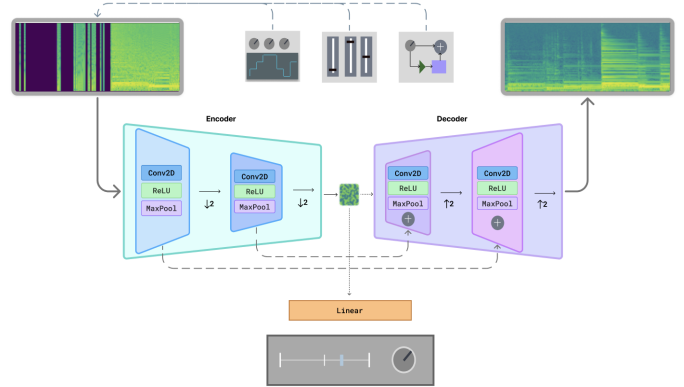 Encoder
Decoder
Conv2D
ReLU
MaxPool
↓2
Conv2D
ReLU
MaxPool
↓2
Conv2D
ReLU
MaxPool
↑2
Conv2D
ReLU
MaxPool
↑2
Linear